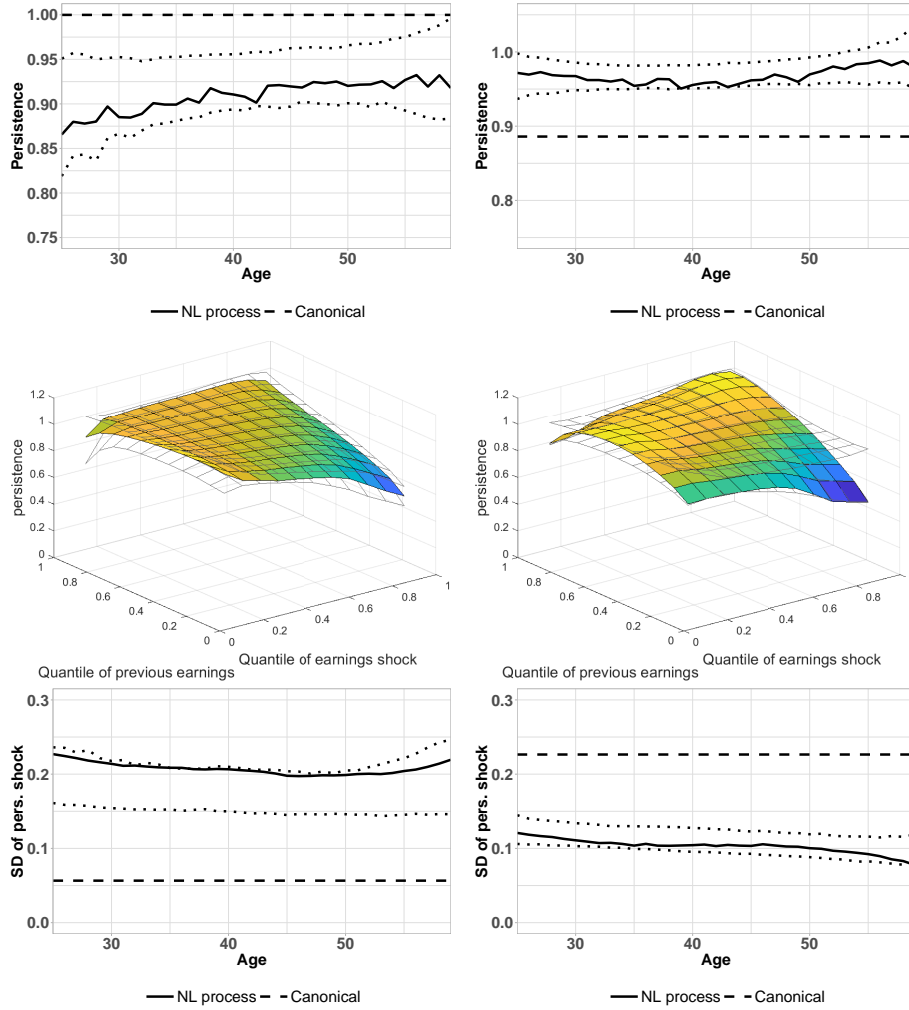 1.00
0.95
0.90
0.85
0.80
0.75
Persistence
30 40 50
Age
NL process Canonical
1.0
0.9
0.8
Persistence
30 40 50
Age
NL process Canonical
1.2
1
0.8
0.6
0.4
0.2
0
persistence
1
0.8
0.6
0.4
0.2
0
Quantile of previous earnings
0
0.2
0.4
0.6
0.8
1
Quantile of earnings shock
1.2
1
0.8
0.6
0.4
0.2
0
persistence
1
0.8
0.6
0.4
0.2
0
Quantile of previous earnings
0
0.2
0.4
0.6
0.8
Quantile of earnings shock
0.3
0.2
0.1
0.0
SD of pers. shock
30 40 50
Age
NL process Canonical
0.3
0.2
0.1
0.0
SD of pers. shock
30 40 50
Age
NL process Canonical